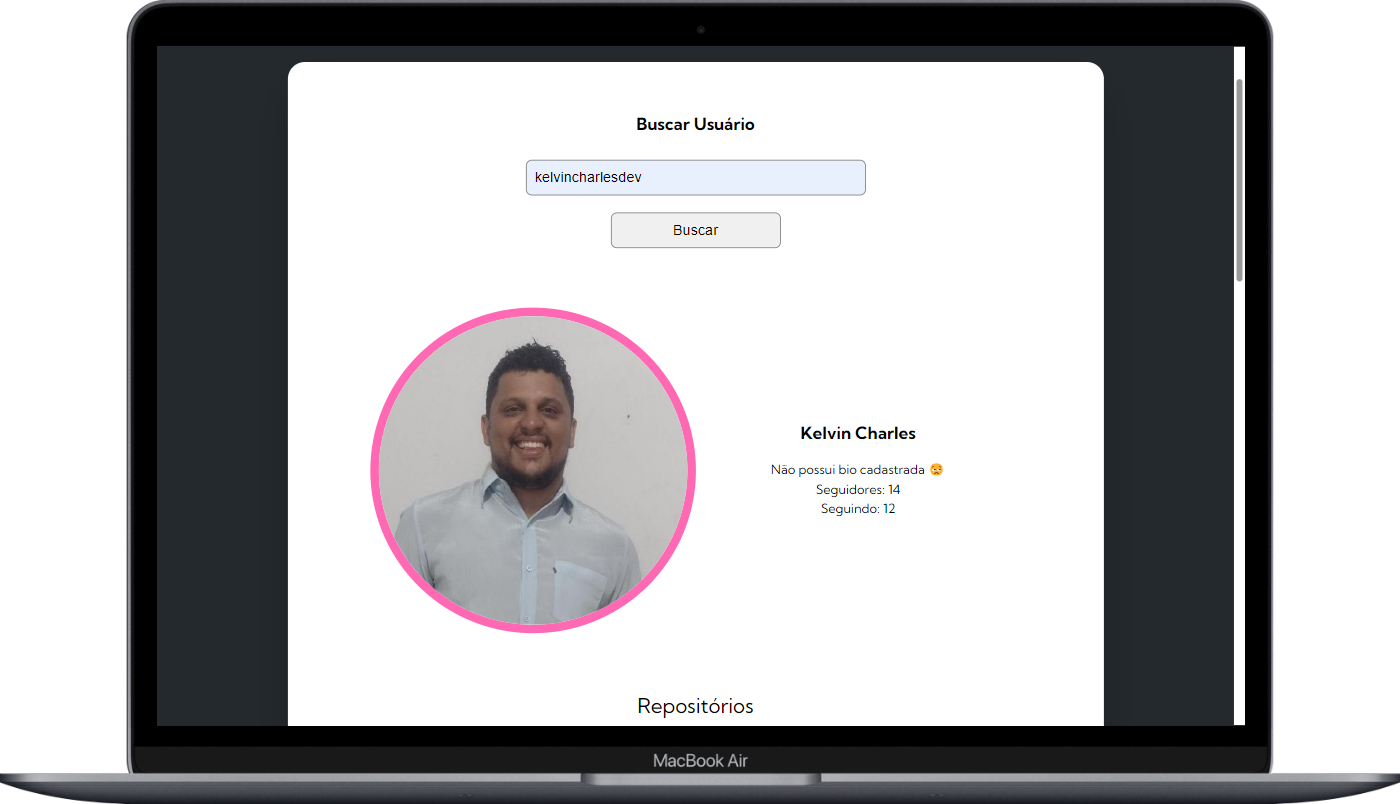 Buscar Usuário
kelvincharlesdev
Buscar
Kelvin Charles
Não possui bio cadastrada 😥
Seguidores: 14
Seguindo: 12
Repositórios
MacBook Air